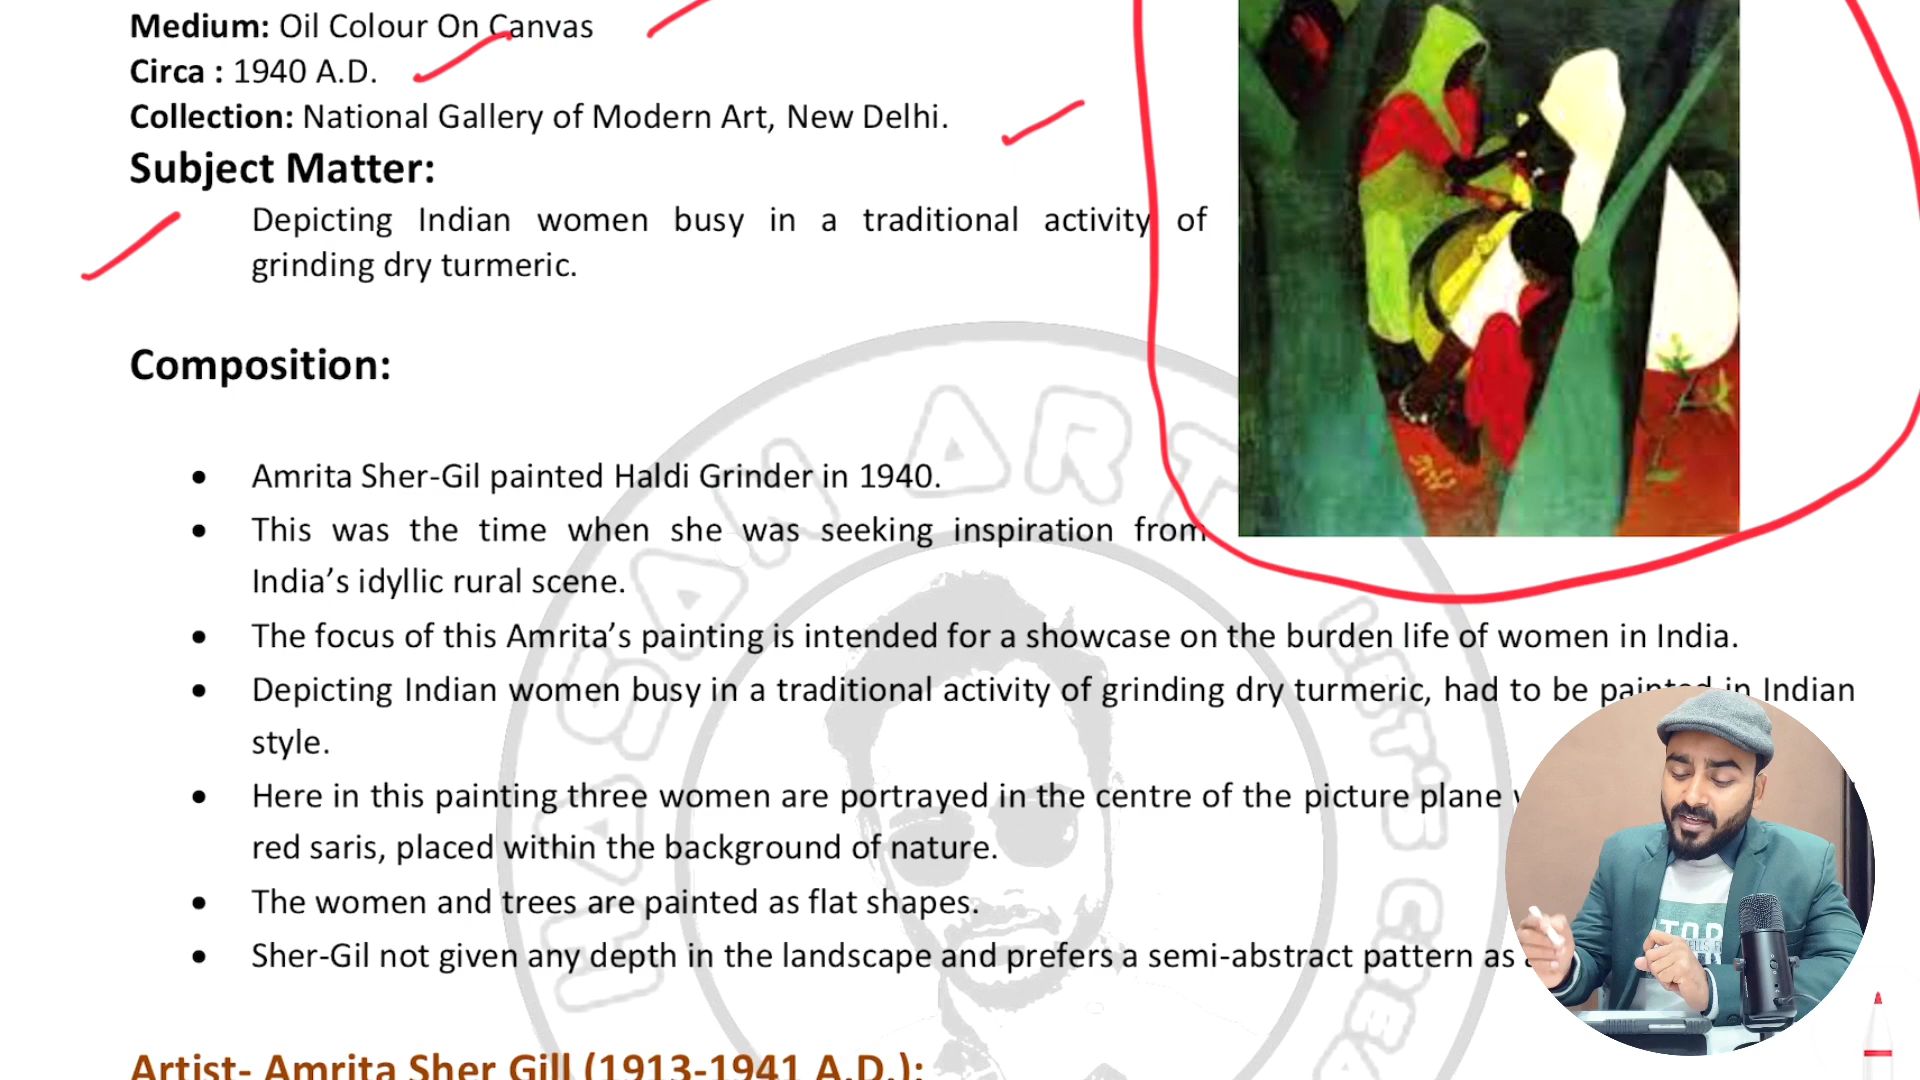 Medium: Oil Colour On Canvas
Circa : 1940 A.D.
Collection: National Gallery of Modern Art, New Delhi.
Subject Matter:
Depicting Indian women busy in a traditional activity of
grinding dry turmeric.
Composition:
Amrita Sher-Gil painted Haldi Grinder in 1940.
This was the time when she was seeking inspiration from
India’s idyllic rural scene.
The focus of this Amrita’s painting is intended for a showcase on the burden life of women in India.
Depicting Indian women busy in a traditional activity of grinding dry turmeric, had to be painted in Indian
style.
Here in this painting three women are portrayed in the centre of the picture plane
red saris, placed within the background of nature.
The women and trees are painted as flat shapes.
Sher-Gil not given any depth in the landscape and prefers a semi-abstract pattern as
Artist- Amrita Sher Gill (1913-1941 A.D.):
HASAN ART